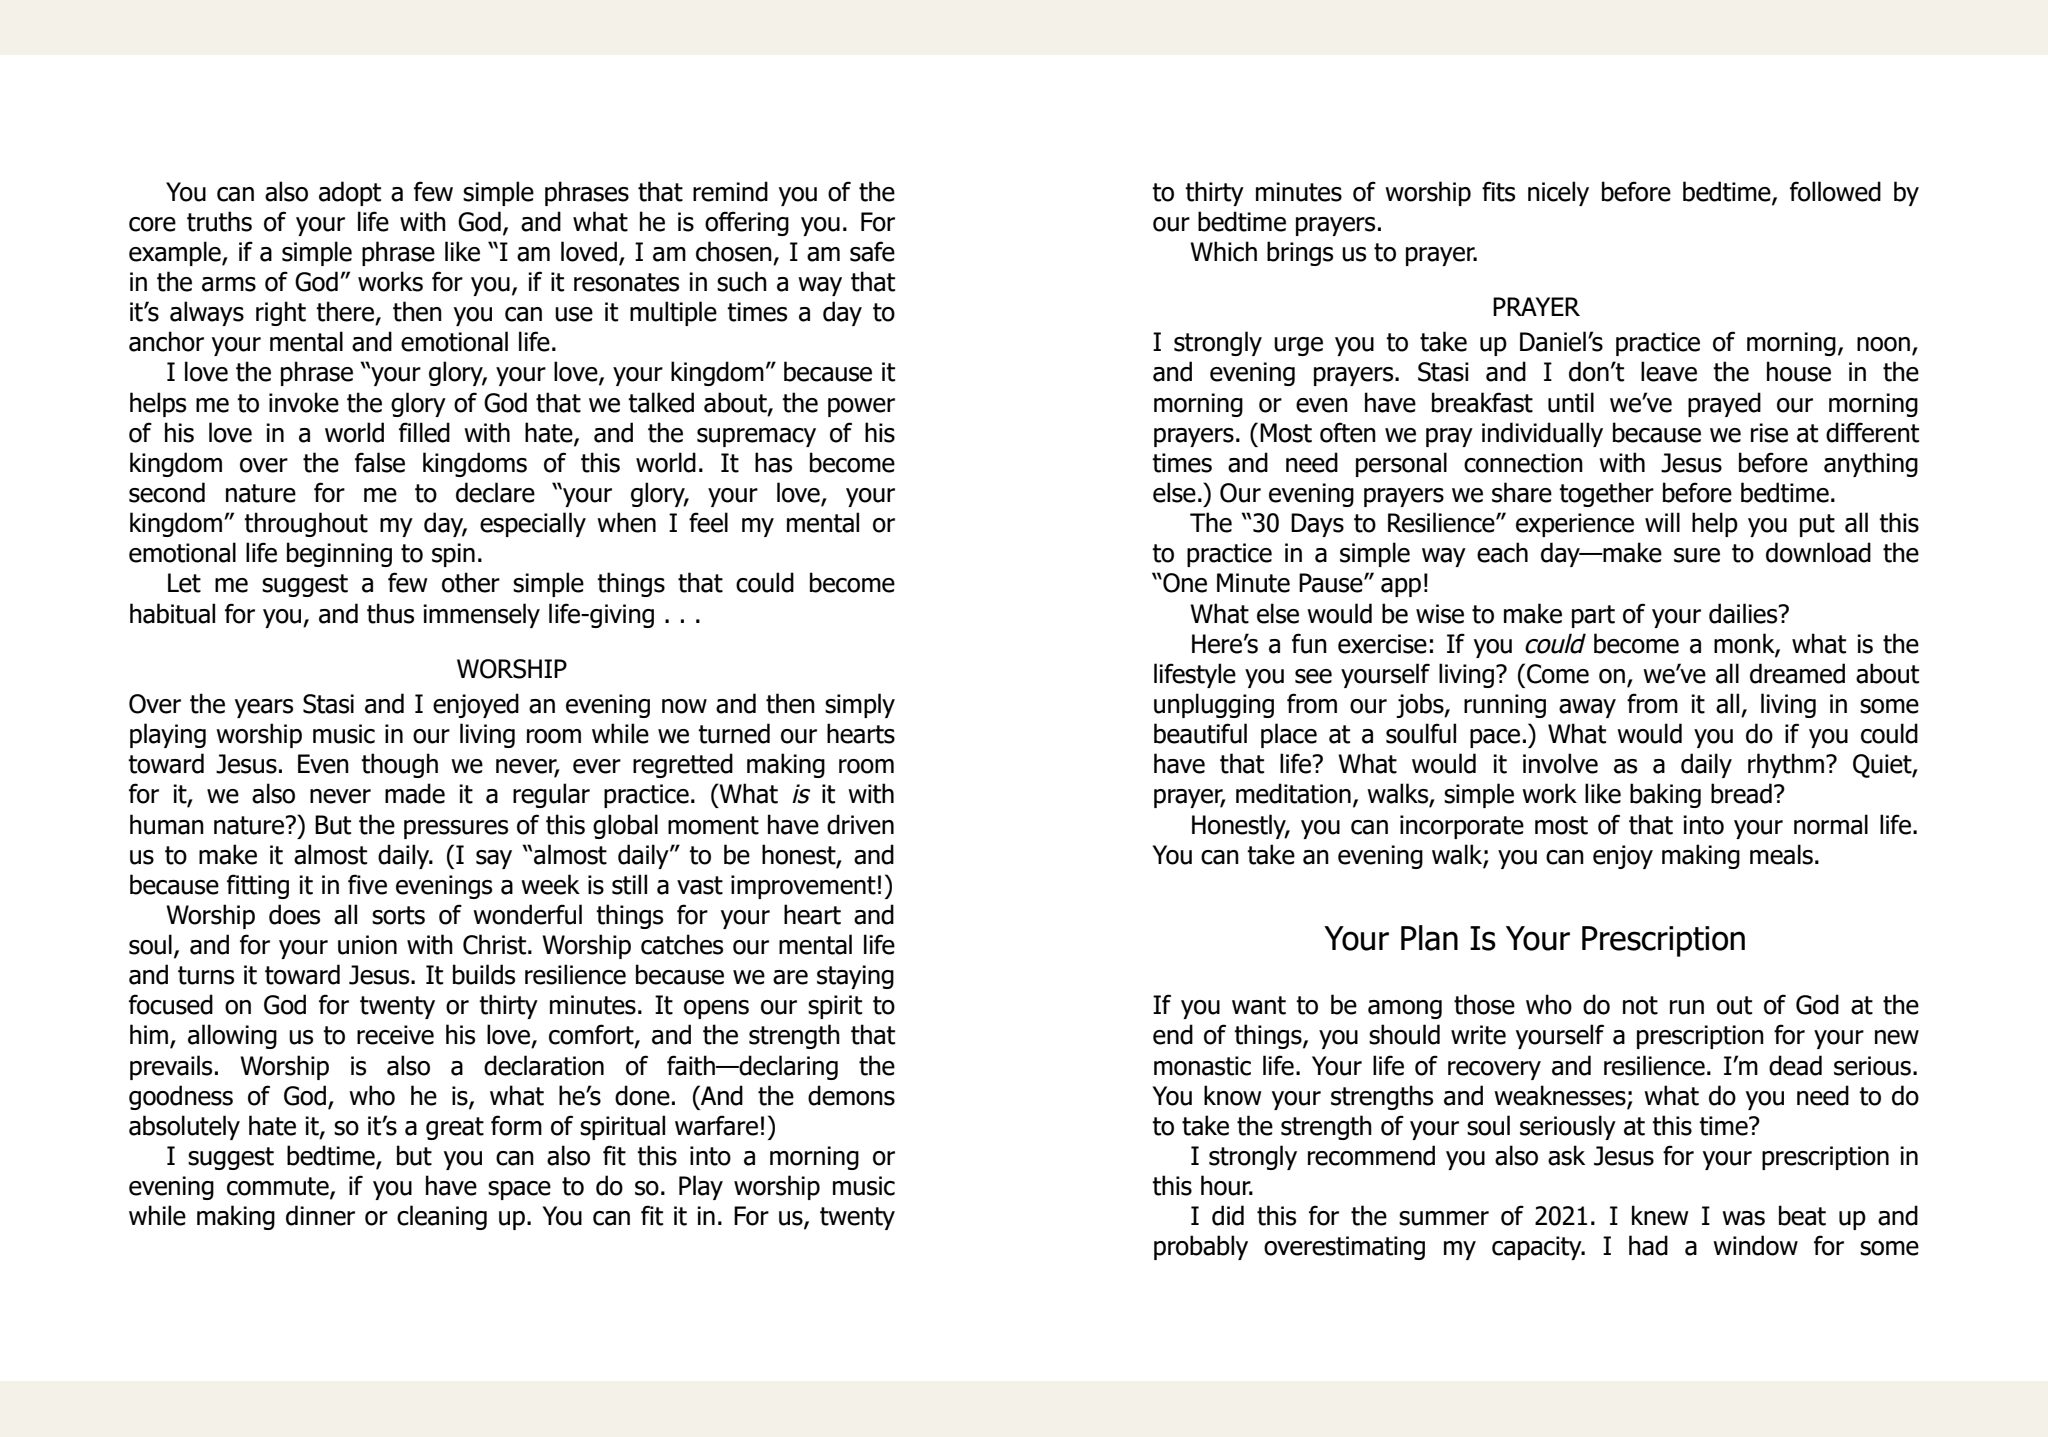 You can also adopt a few simple phrases that remind you of the
core truths of your life with God, and what he is offering you. For
example, if a simple phrase like “I am loved, I am chosen, I am safe
in the arms of God” works for you, if it resonates in such a way that
it’s always right there, then you can use it multiple times a day to
anchor your mental and emotional life.
I love the phrase “your glory, your love, your kingdom” because it
helps me to invoke the glory of God that we talked about, the power
of his love in a world filled with hate, and the supremacy of his
kingdom over the false kingdoms of this world. It has become
second nature for me to declare “your glory, your love, your
kingdom” throughout my day, especially when I feel my mental or
emotional life beginning to spin.
Let me suggest a few other simple things that could become
habitual for you, and thus immensely life-giving . . .
WORSHIP
Over the years Stasi and I enjoyed an evening now and then simply
playing worship music in our living room while we turned our hearts
toward Jesus. Even though we never, ever regretted making room
for it, we also never made it a regular practice. (What is it with
human nature?) But the pressures of this global moment have driven
us to make it almost daily. (I say “almost daily” to be honest, and
because fitting it in five evenings a week is still a vast improvement!)
Worship does all sorts of wonderful things for your heart and
soul, and for your union with Christ. Worship catches our mental life
and turns it toward Jesus. It builds resilience because we are staying
focused on God for twenty or thirty minutes. It opens our spirit to
him, allowing us to receive his love, comfort, and the strength that
prevails. Worship is also a declaration of faith—declaring the
goodness of God, who he is, what he’s done. (And the demons
absolutely hate it, so it’s a great form of spiritual warfare!)
I suggest bedtime, but you can also fit this into a morning or
evening commute, if you have space to do so. Play worship music
while making dinner or cleaning up. You can fit it in. For us, twenty
to thirty minutes of worship fits nicely before bedtime, followed by
our bedtime prayers.
Which brings us to prayer.
PRAYER
I strongly urge you to take up Daniel’s practice of morning, noon,
and evening prayers. Stasi and I don’t leave the house in the
morning or even have breakfast until we’ve prayed our morning
prayers. (Most often we pray individually because we rise at different
times and need personal connection with Jesus before anything
else.) Our evening prayers we share together before bedtime.
The “30 Days to Resilience” experience will help you put all this
to practice in a simple way each day—make sure to download the
“One Minute Pause” app!
What else would be wise to make part of your dailies?
Here’s a fun exercise: If you could become a monk, what is the
lifestyle you see yourself living? (Come on, we’ve all dreamed about
unplugging from our jobs, running away from it all, living in some
beautiful place at a soulful pace.) What would you do if you could
have that life? What would it involve as a daily rhythm? Quiet,
prayer, meditation, walks, simple work like baking bread?
Honestly, you can incorporate most of that into your normal life.
You can take an evening walk; you can enjoy making meals.
Your Plan Is Your Prescription
If you want to be among those who do not run out of God at the
end of things, you should write yourself a prescription for your new
monastic life. Your life of recovery and resilience. I’m dead serious.
You know your strengths and weaknesses; what do you need to do
to take the strength of your soul seriously at this time?
I strongly recommend you also ask Jesus for your prescription in
this hour.
I did this for the summer of 2021. I knew I was beat up and
probably overestimating my capacity. I had a window for some